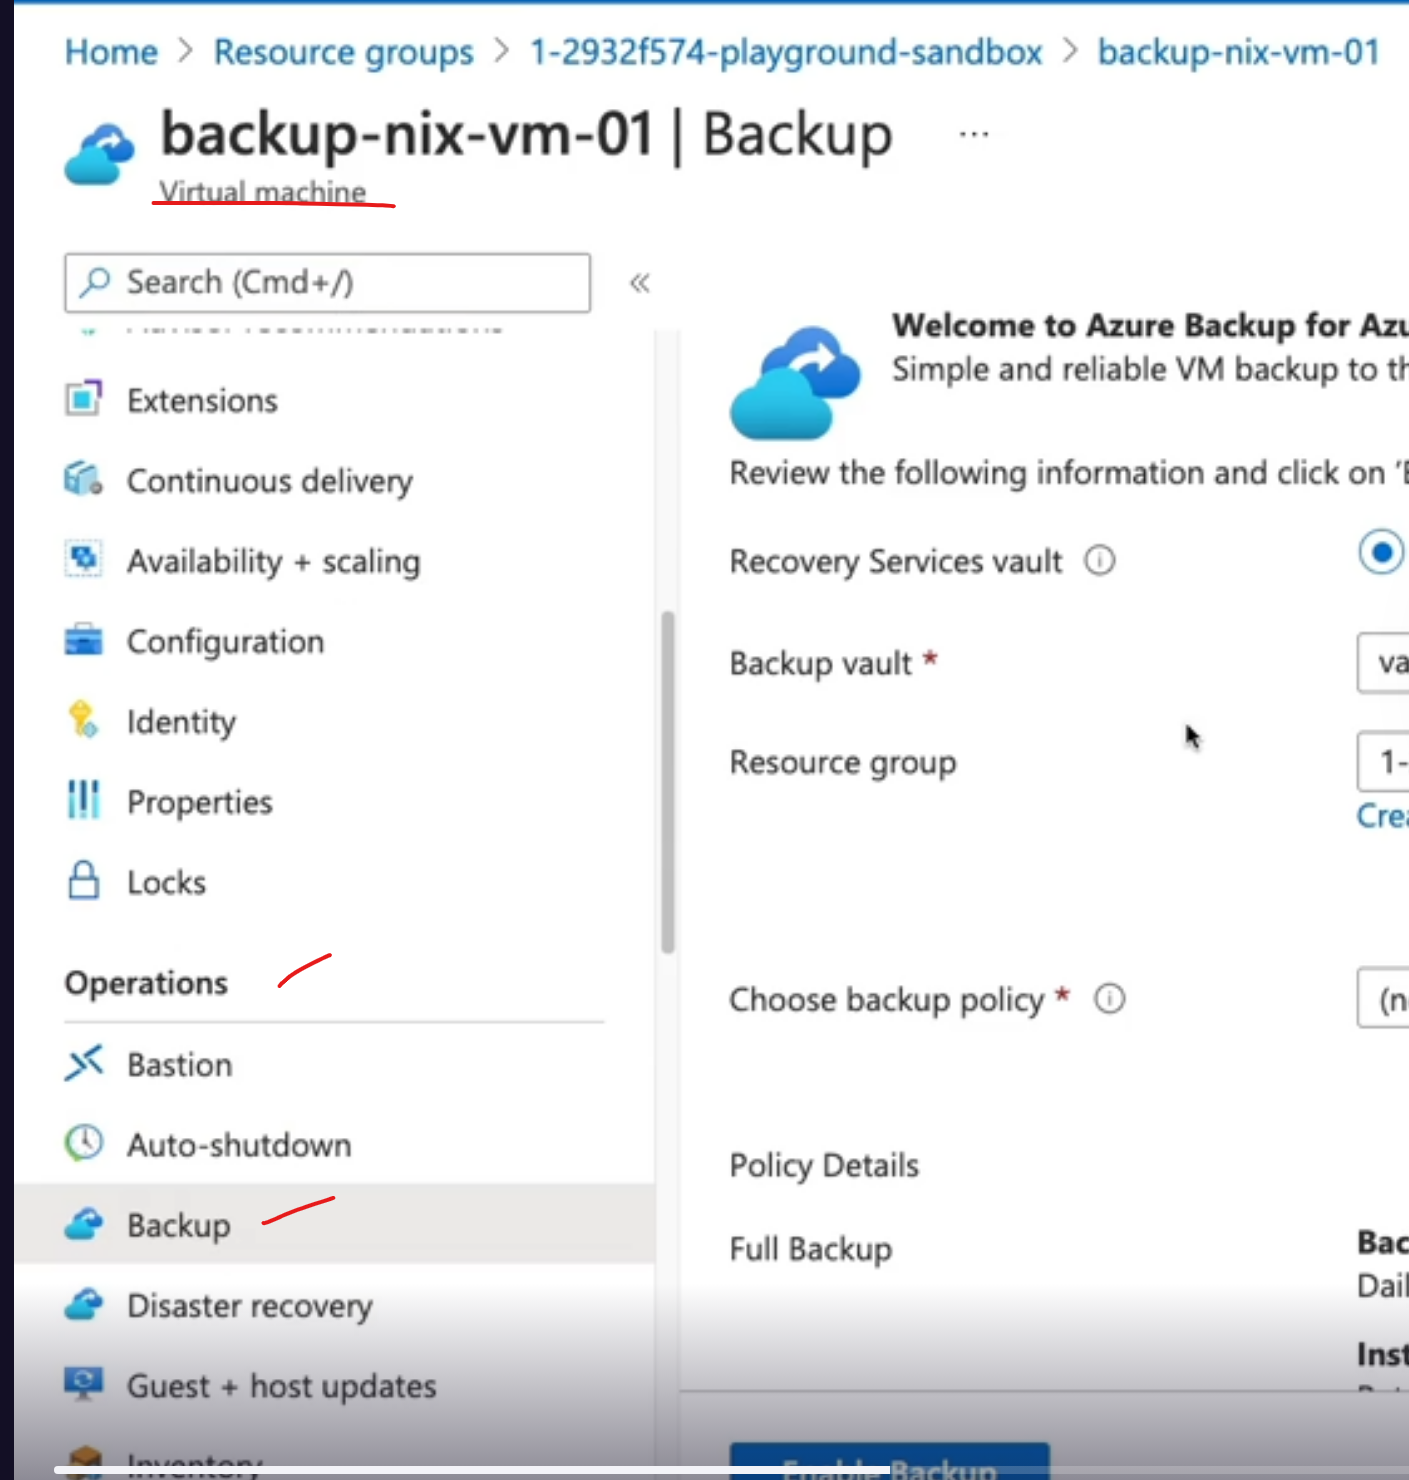 Home > Resource groups > 1-2932f574-playground-sandbox > backup-nix-vm-01
backup-nix-vm-01 | Backup ...
Virtual machine
Search (Cmd+/)
«
Extensions
Continuous delivery
Availability + scaling
Configuration
Identity
Properties
Locks
Operations
Bastion
Auto-shutdown
Backup
Disaster recovery
Guest + host updates
Inventory
Welcome to Azure Backup for Azu
Simple and reliable VM backup to th
Review the following information and click on 'E
Recovery Services vault
Backup vault * va
Resource group 1-
Crea
Choose backup policy * (n
Policy Details
Full Backup Bac
Dail
Inst
Enable Backup